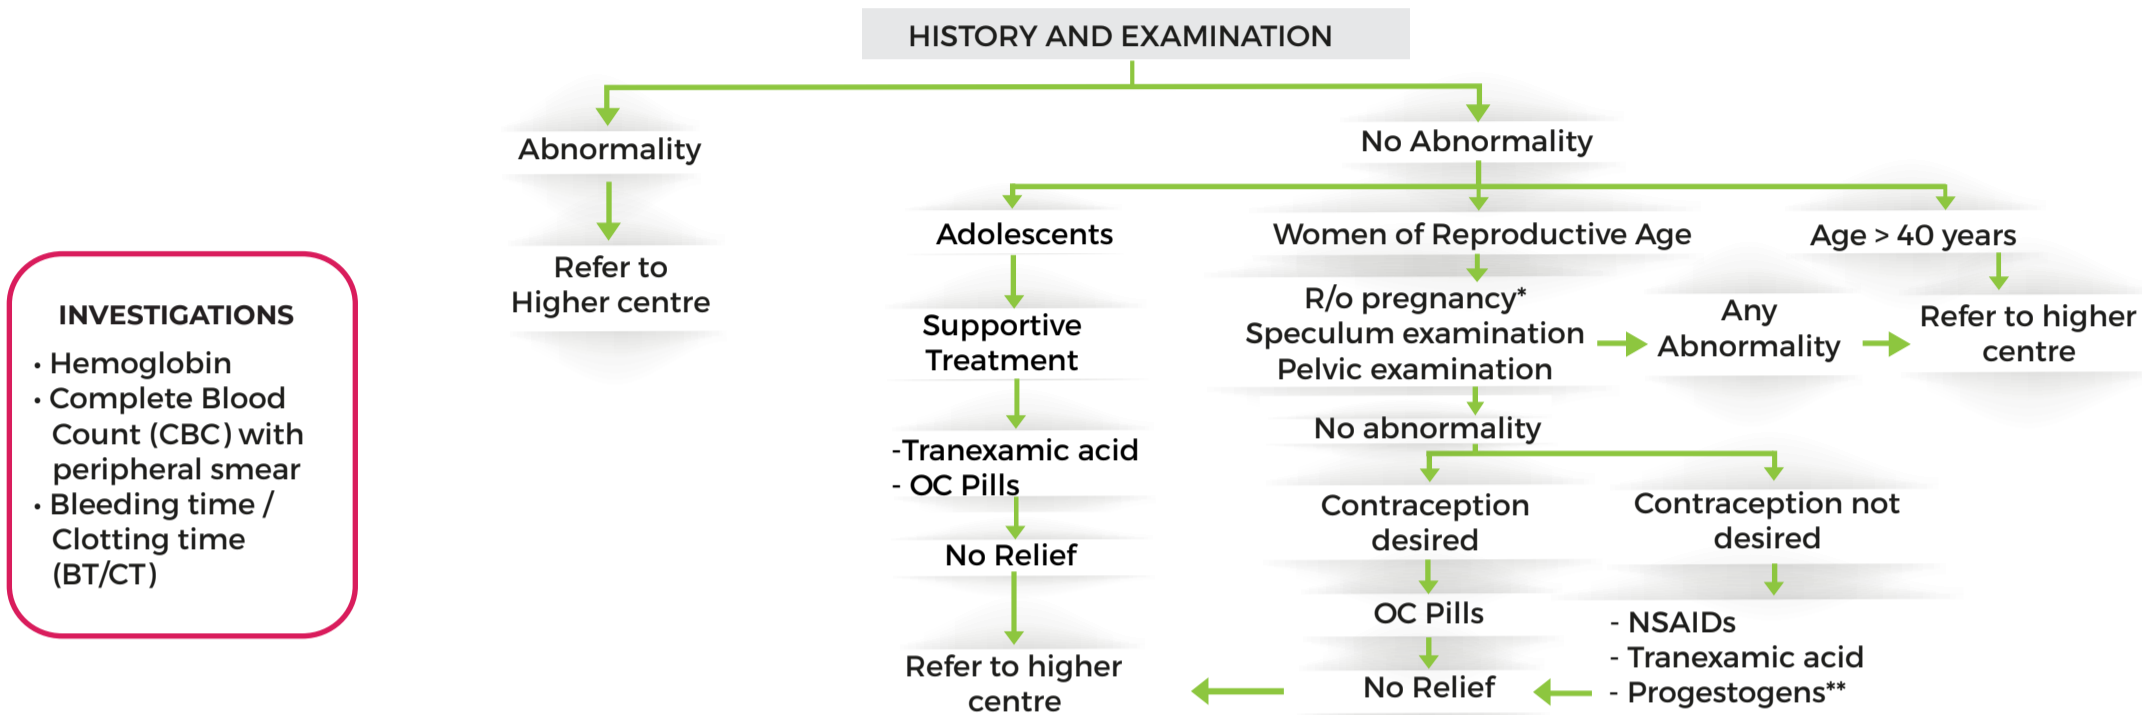 HISTORY AND EXAMINATION
Abnormality
Refer to
Higher centre
No Abnormality
Adolescents
Supportive
Treatment
-Tranexamic acid
- OC Pills
No Relief
Refer to higher
centre
Women of Reproductive Age
R/o pregnancy*
Speculum examination
Pelvic examination
Any
Abnormality
No abnormality
Contraception
desired
OC Pills
No Relief
Contraception not
desired
- NSAIDs
- Tranexamic acid
- Progestogens**
Age > 40 years
Refer to higher
centre
INVESTIGATIONS
• Hemoglobin
• Complete Blood
Count (CBC) with
peripheral smear
• Bleeding time /
Clotting time
(BT/CT)